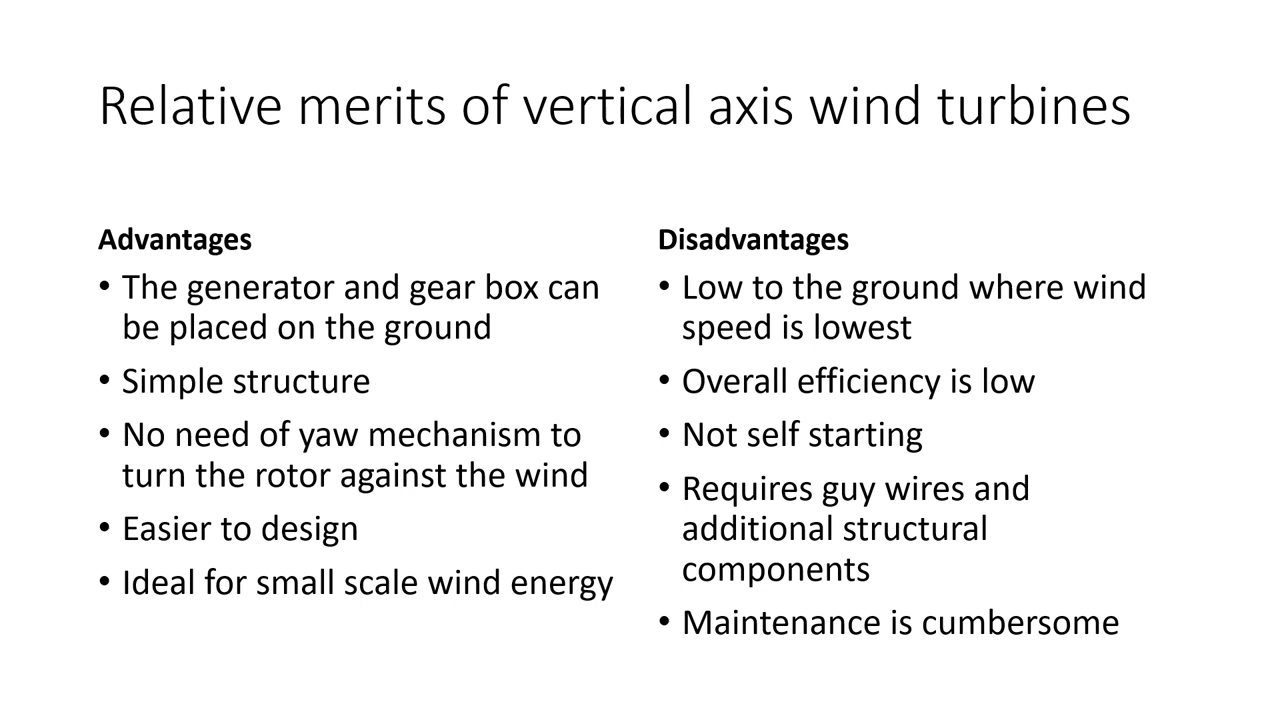 Relative merits of vertical axis wind turbines
Advantages
• The generator and gear box can
be placed on the ground
• Simple structure
• No need of yaw mechanism to
turn the rotor against the wind
• Easier to design
• Ideal for small scale wind energy
Disadvantages
• Low to the ground where wind
speed is lowest
• Overall efficiency is low
• Not self starting
• Requires guy wires and
additional structural
components
• Maintenance is cumbersome